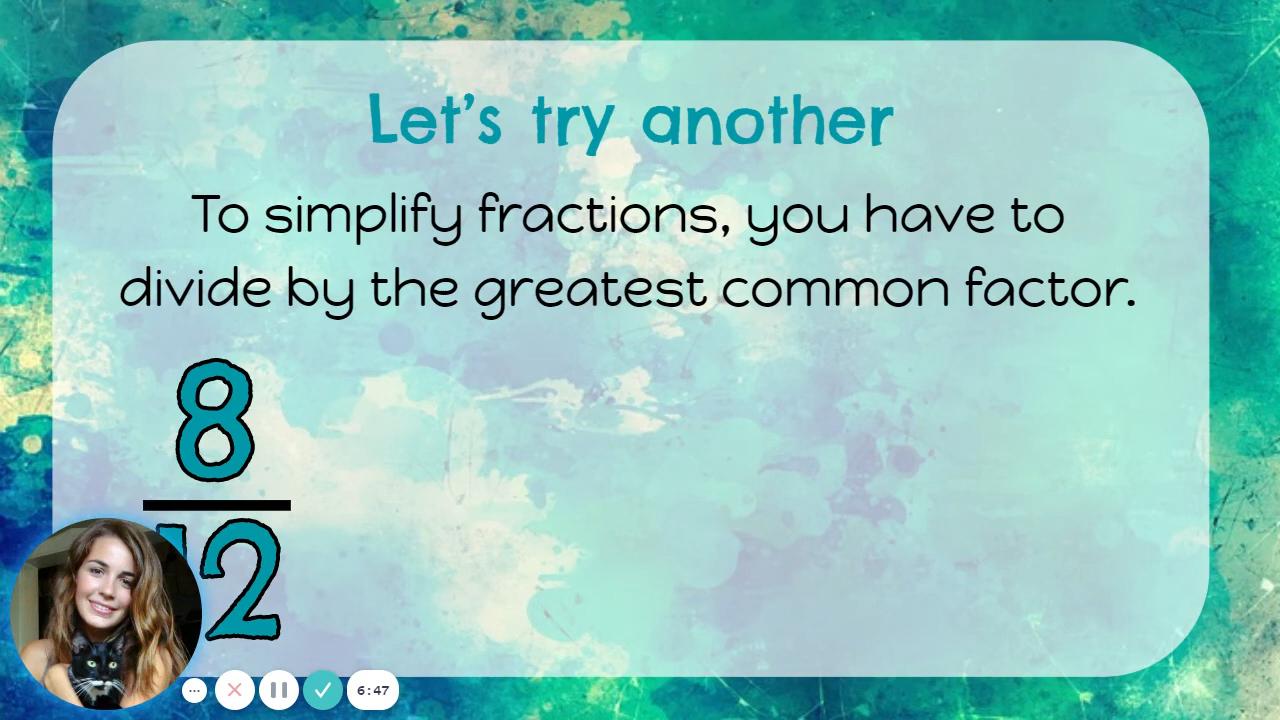 Let's try another
To simplify fractions, you have to
divide by the greatest common factor.
8
12
6:47